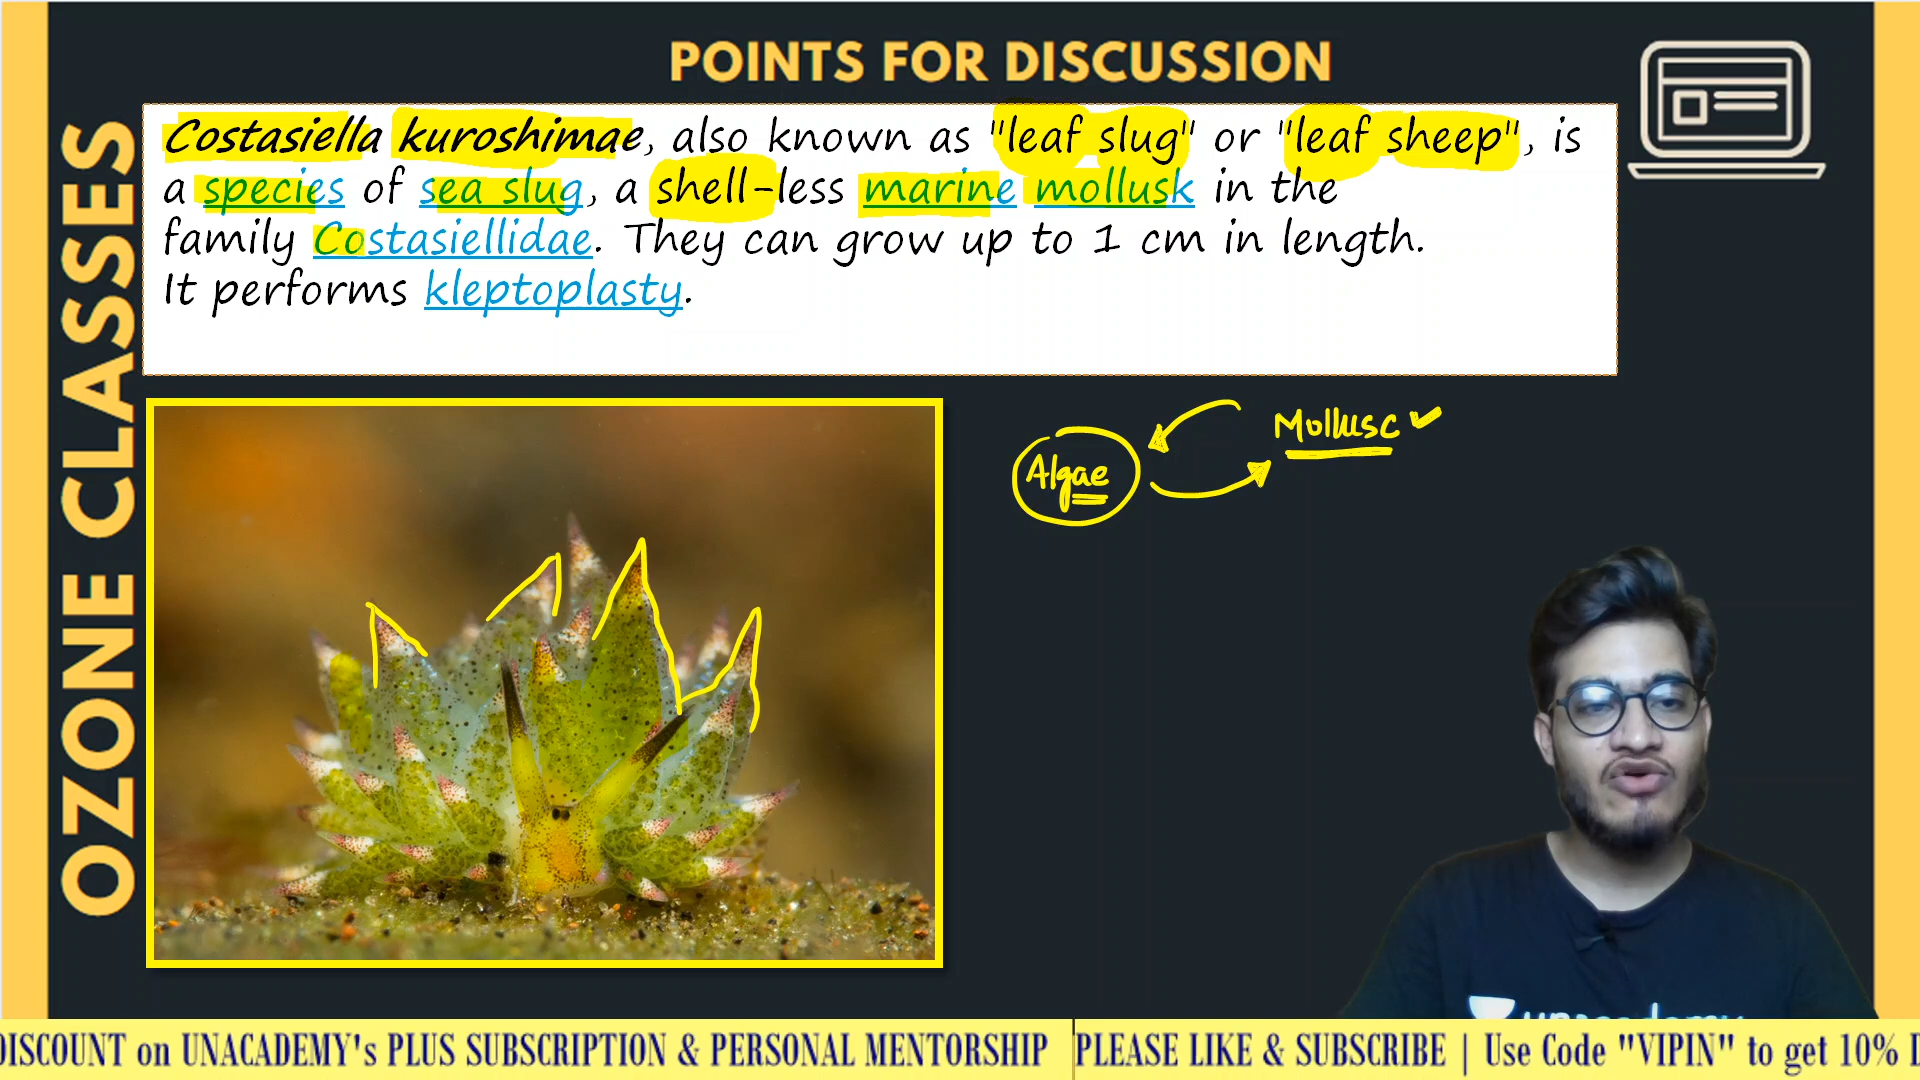 POINTS FOR DISCUSSION
OZONE CLASSES
Costasiella kuroshimae, also known as "leaf slug" or "leaf sheep", is
a species of sea slug, a shell-less marine mollusk in the
family Costasiellidae. They can grow up to 1 cm in length.
It performs kleptoplasty.
Mollusc
Algae
DISCOUNT on UNACADEMY's PLUS SUBSCRIPTION & PERSONAL MENTORSHIP PLEASE LIKE & SUBSCRIBE | Use Code "VIPIN" to get 10% D